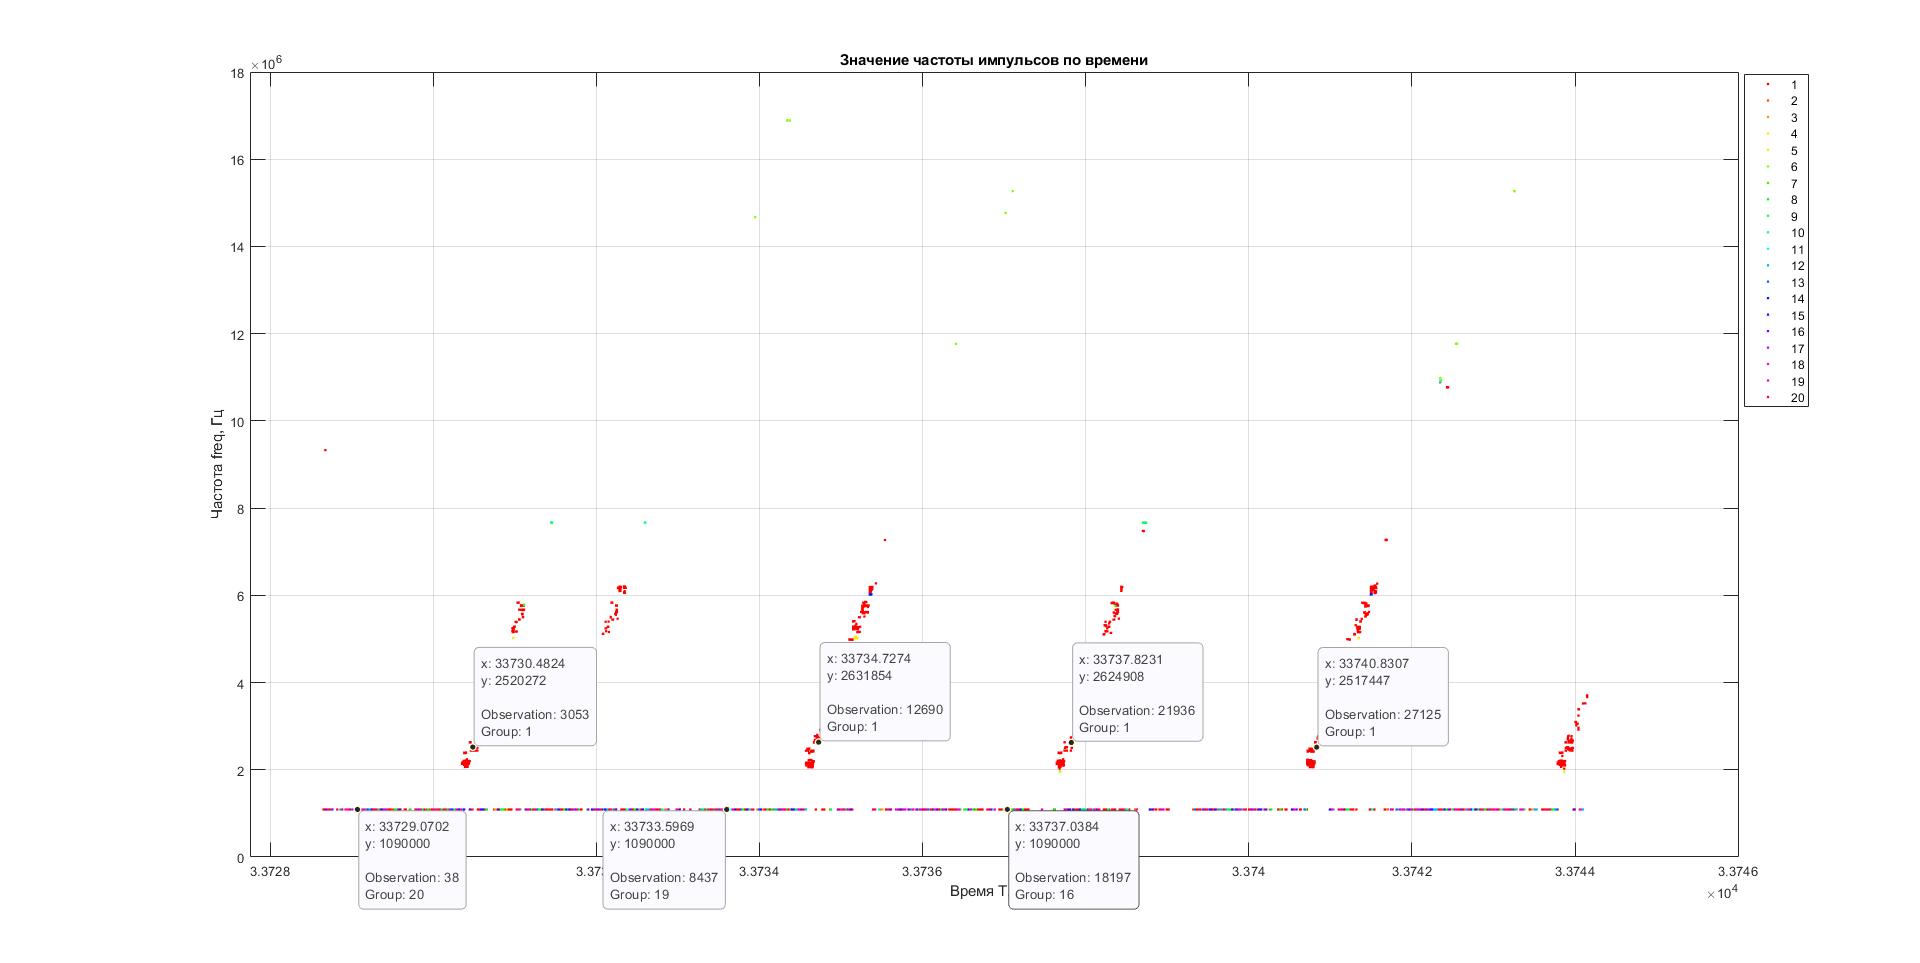 Значение частоты импульсов по времени
×10^6
18
16
14
12
10
8
6
4
2
0
Частота freq, Гц
x: 33730.4824
y: 2520272
Observation: 3053
Group: 1
x: 33734.7274
y: 2631854
Observation: 12690
Group: 1
x: 33737.8231
y: 2624908
Observation: 21936
Group: 1
x: 33740.8307
y: 2517447
Observation: 27125
Group: 1
x: 33729.0702
y: 1090000
Observation: 38
Group: 20
x: 33733.5969
y: 1090000
Observation: 8437
Group: 19
x: 33737.0384
y: 1090000
Observation: 18197
Group: 16
3.3728
3.3734
3.3736
3.374
3.3742
3.3744
3.3746
×10^4
Время
1
2
3
4
5
6
7
8
9
10
11
12
13
14
15
16
17
18
19
20